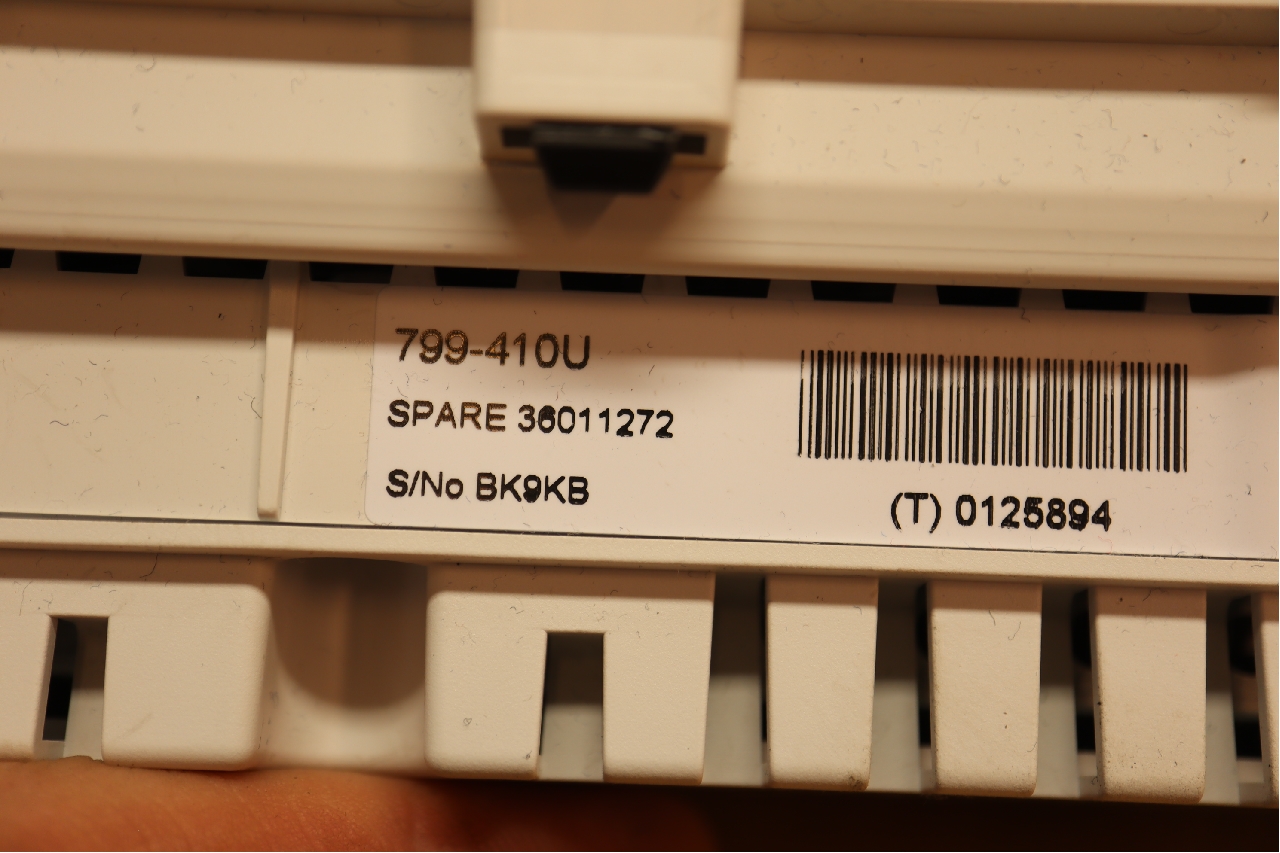 799-410U
SPARE 36011272
S/No BK9KB
(T) 0125894